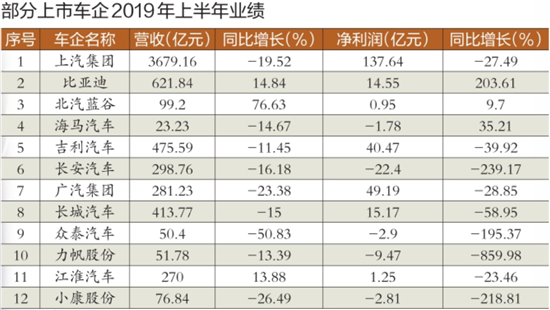 部分上市车企2019年上半年业绩
序号 车企名称 营收(亿元) 同比增长(%) 净利润(亿元) 同比增长(%)
1 上汽集团 3679.16 -19.52 137.64 -27.49
2 比亚迪 621.84 14.84 14.55 203.61
3 北汽蓝谷 99.2 76.63 0.95 9.7
4 海马汽车 23.23 -14.67 -1.78 35.21
5 吉利汽车 475.59 -11.45 40.47 -39.92
6 长安汽车 298.76 -16.18 -22.4 -239.17
7 广汽集团 281.23 -23.38 49.19 -28.85
8 长城汽车 413.77 -15 15.17 -58.95
9 众泰汽车 50.4 -50.83 -2.9 -195.37
10 力帆股份 51.78 -13.39 -9.47 -859.98
11 江淮汽车 270 13.88 1.25 -23.46
12 小康股份 76.84 -26.49 -2.81 -218.81